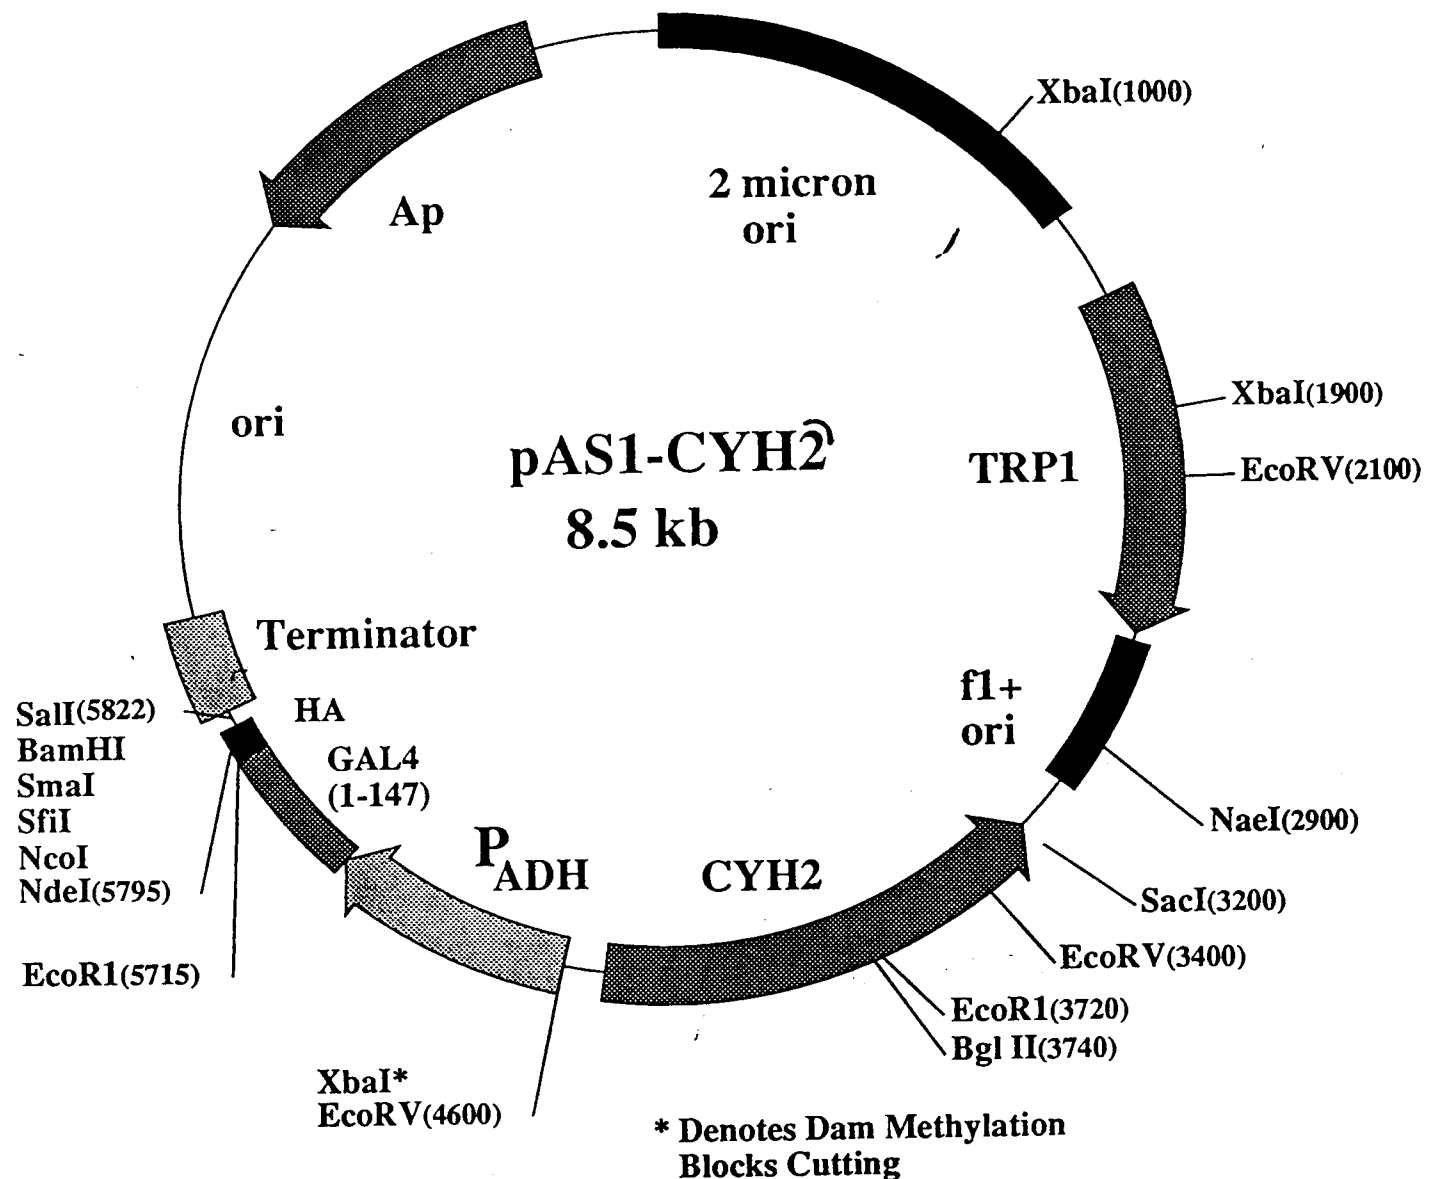 XbaI(1000)
2 micron
ori
Ap
XbaI(1900)
ori
pAS1-CYH2
8.5 kb
TRP1
EcoRV(2100)
Terminator
f1+
ori
SalI(5822)
BamHI
SmaI
SfiI
NcoI
NdeI(5795)
HA
GAL4
(1-147)
NaeI(2900)
PADH
CYH2
SacI(3200)
EcoR1(5715)
EcoRV(3400)
EcoR1(3720)
Bgl II(3740)
XbaI*
EcoRV(4600)
* Denotes Dam Methylation
Blocks Cutting